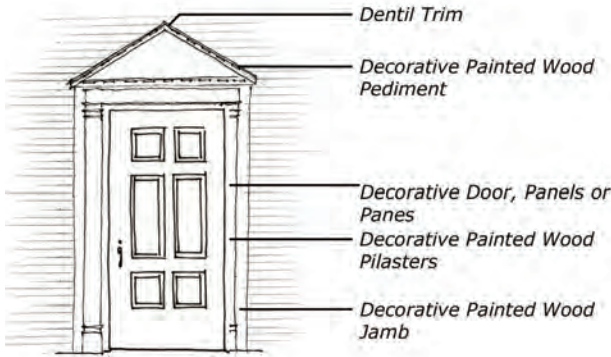 Dentil Trim
Decorative Painted Wood
Pediment
Decorative Door, Panels or
Panes
Decorative Painted Wood
Pilasters
Decorative Painted Wood
Jamb